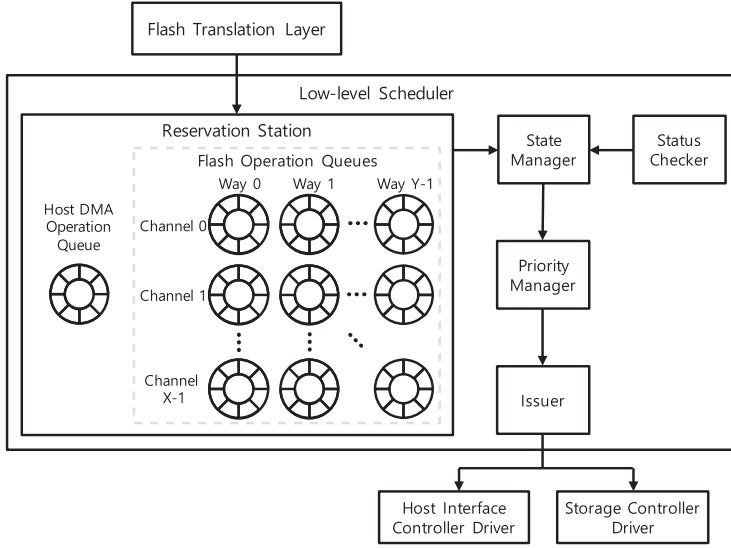 Flash Translation Layer
Low-level Scheduler
Reservation Station
Flash Operation Queues
Way 0 Way 1 Way Y-1
Host DMA
Operation
Queue
Channel 0
Channel 1
Channel
X-1
State
Manager
Status
Checker
Priority
Manager
Issuer
Host Interface
Controller Driver
Storage Controller
Driver